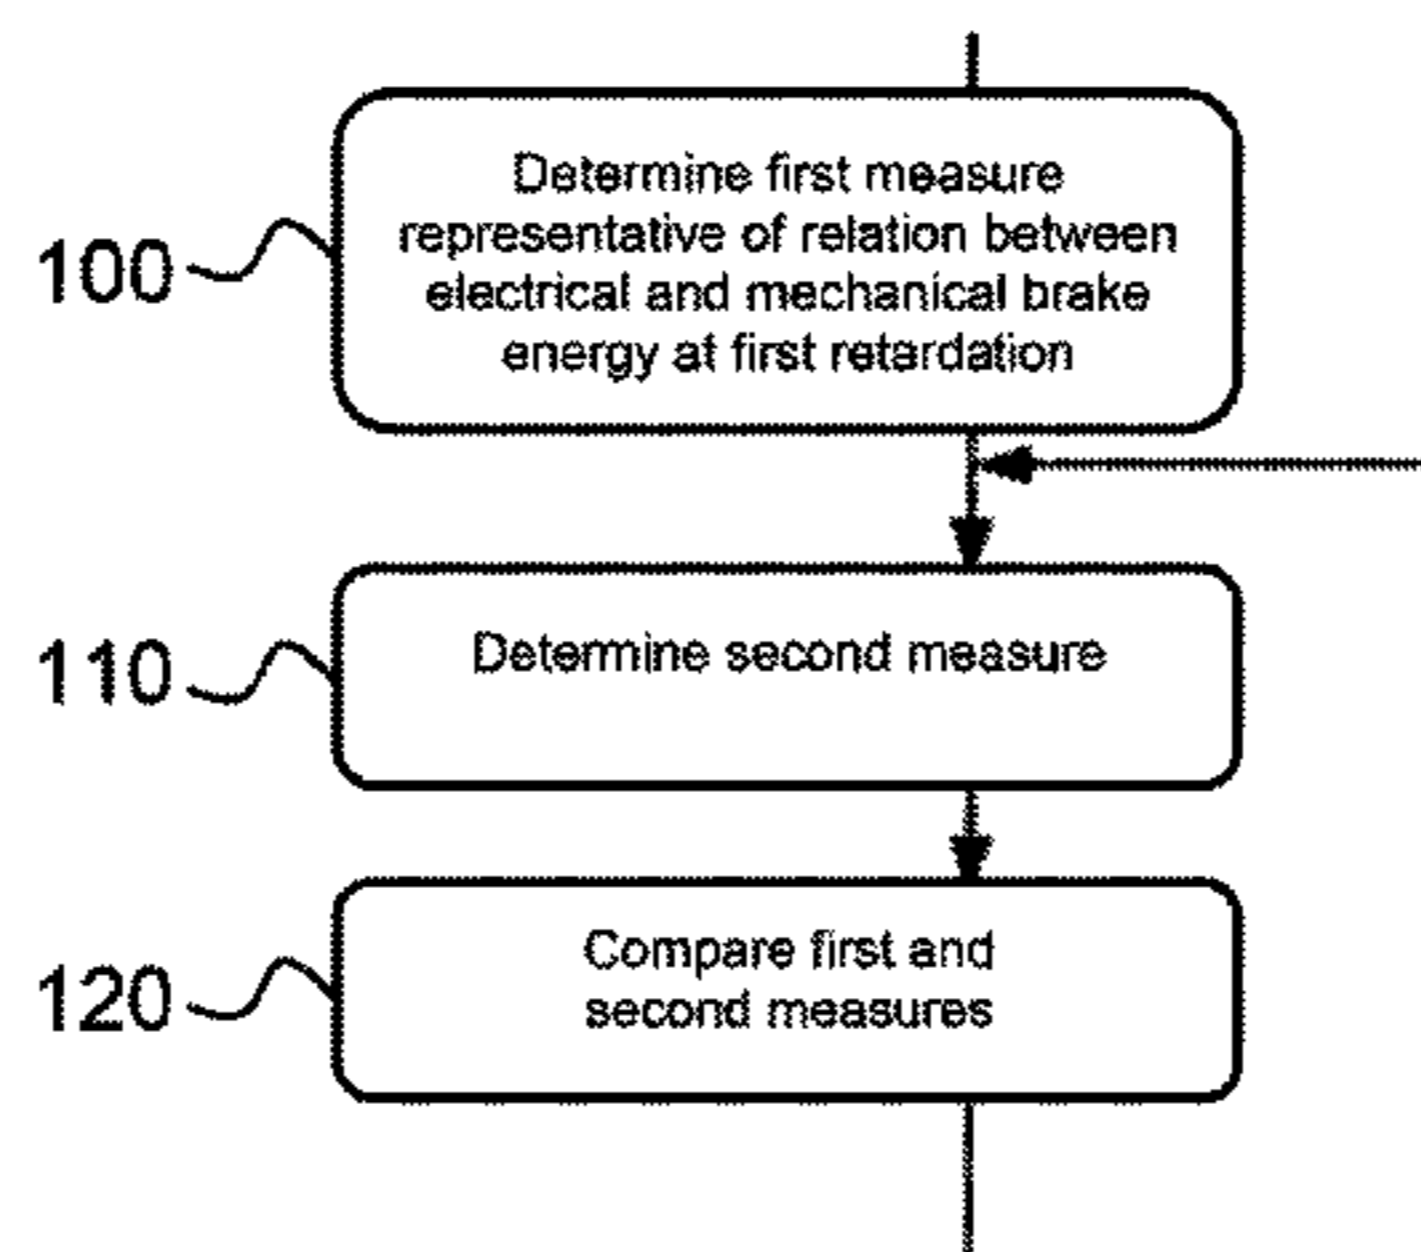 Determine first measure
representative of relation between
electrical and mechanical brake
energy at first retardation
100
Determine second measure
110
Compare first and
second measures
120